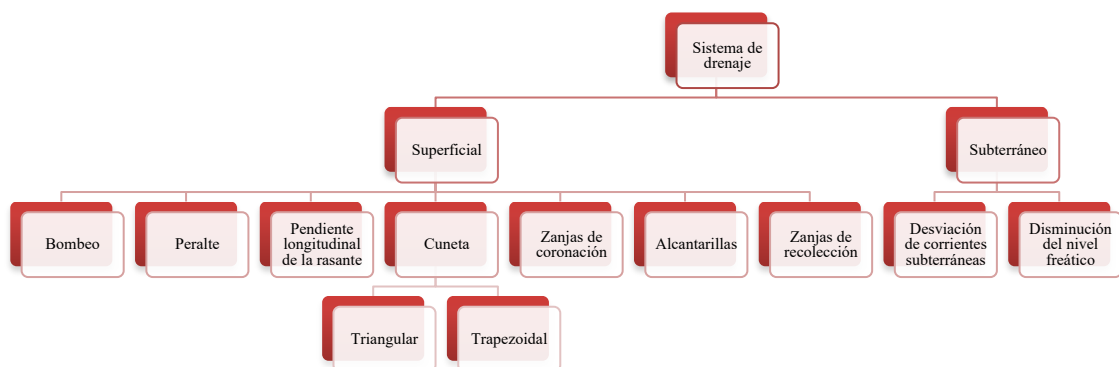 Sistema de
drenaje
Superficial
Subterráneo
Bombeo
Peralte
Pendiente
longitudinal
de la rasante
Cuneta
Zanjas de
coronación
Alcantarillas
Zanjas de
recolección
Desviación
de corrientes
subterráneas
Disminución
del nivel
freático
Triangular
Trapezoidal